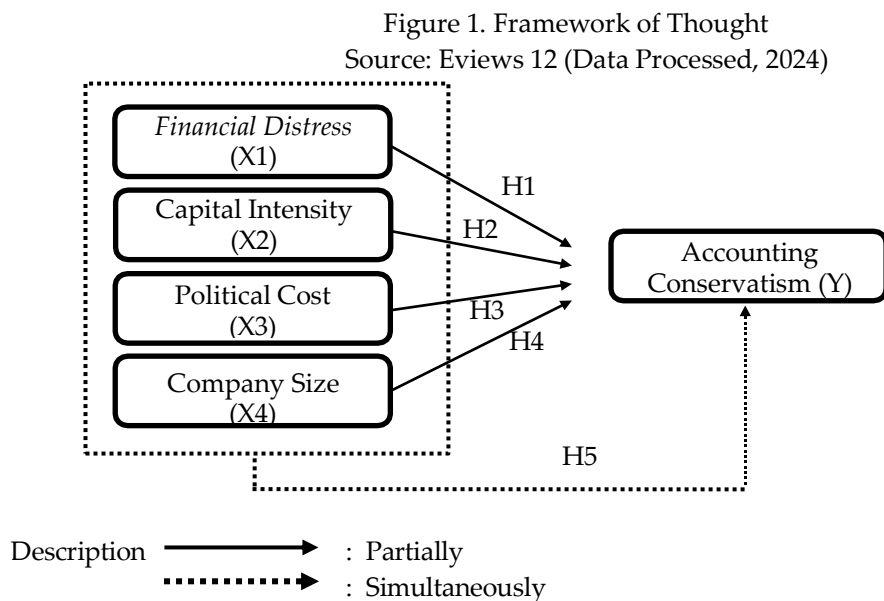 Figure 1. Framework of Thought
Source: Eviews 12 (Data Processed, 2024)
Financial Distress
(X1)
H1
Capital Intensity
(X2)
H2
Accounting
Conservatism (Y)
Political Cost
(X3)
H3
H4
Company Size
(X4)
H5
Description : Partially
: Simultaneously